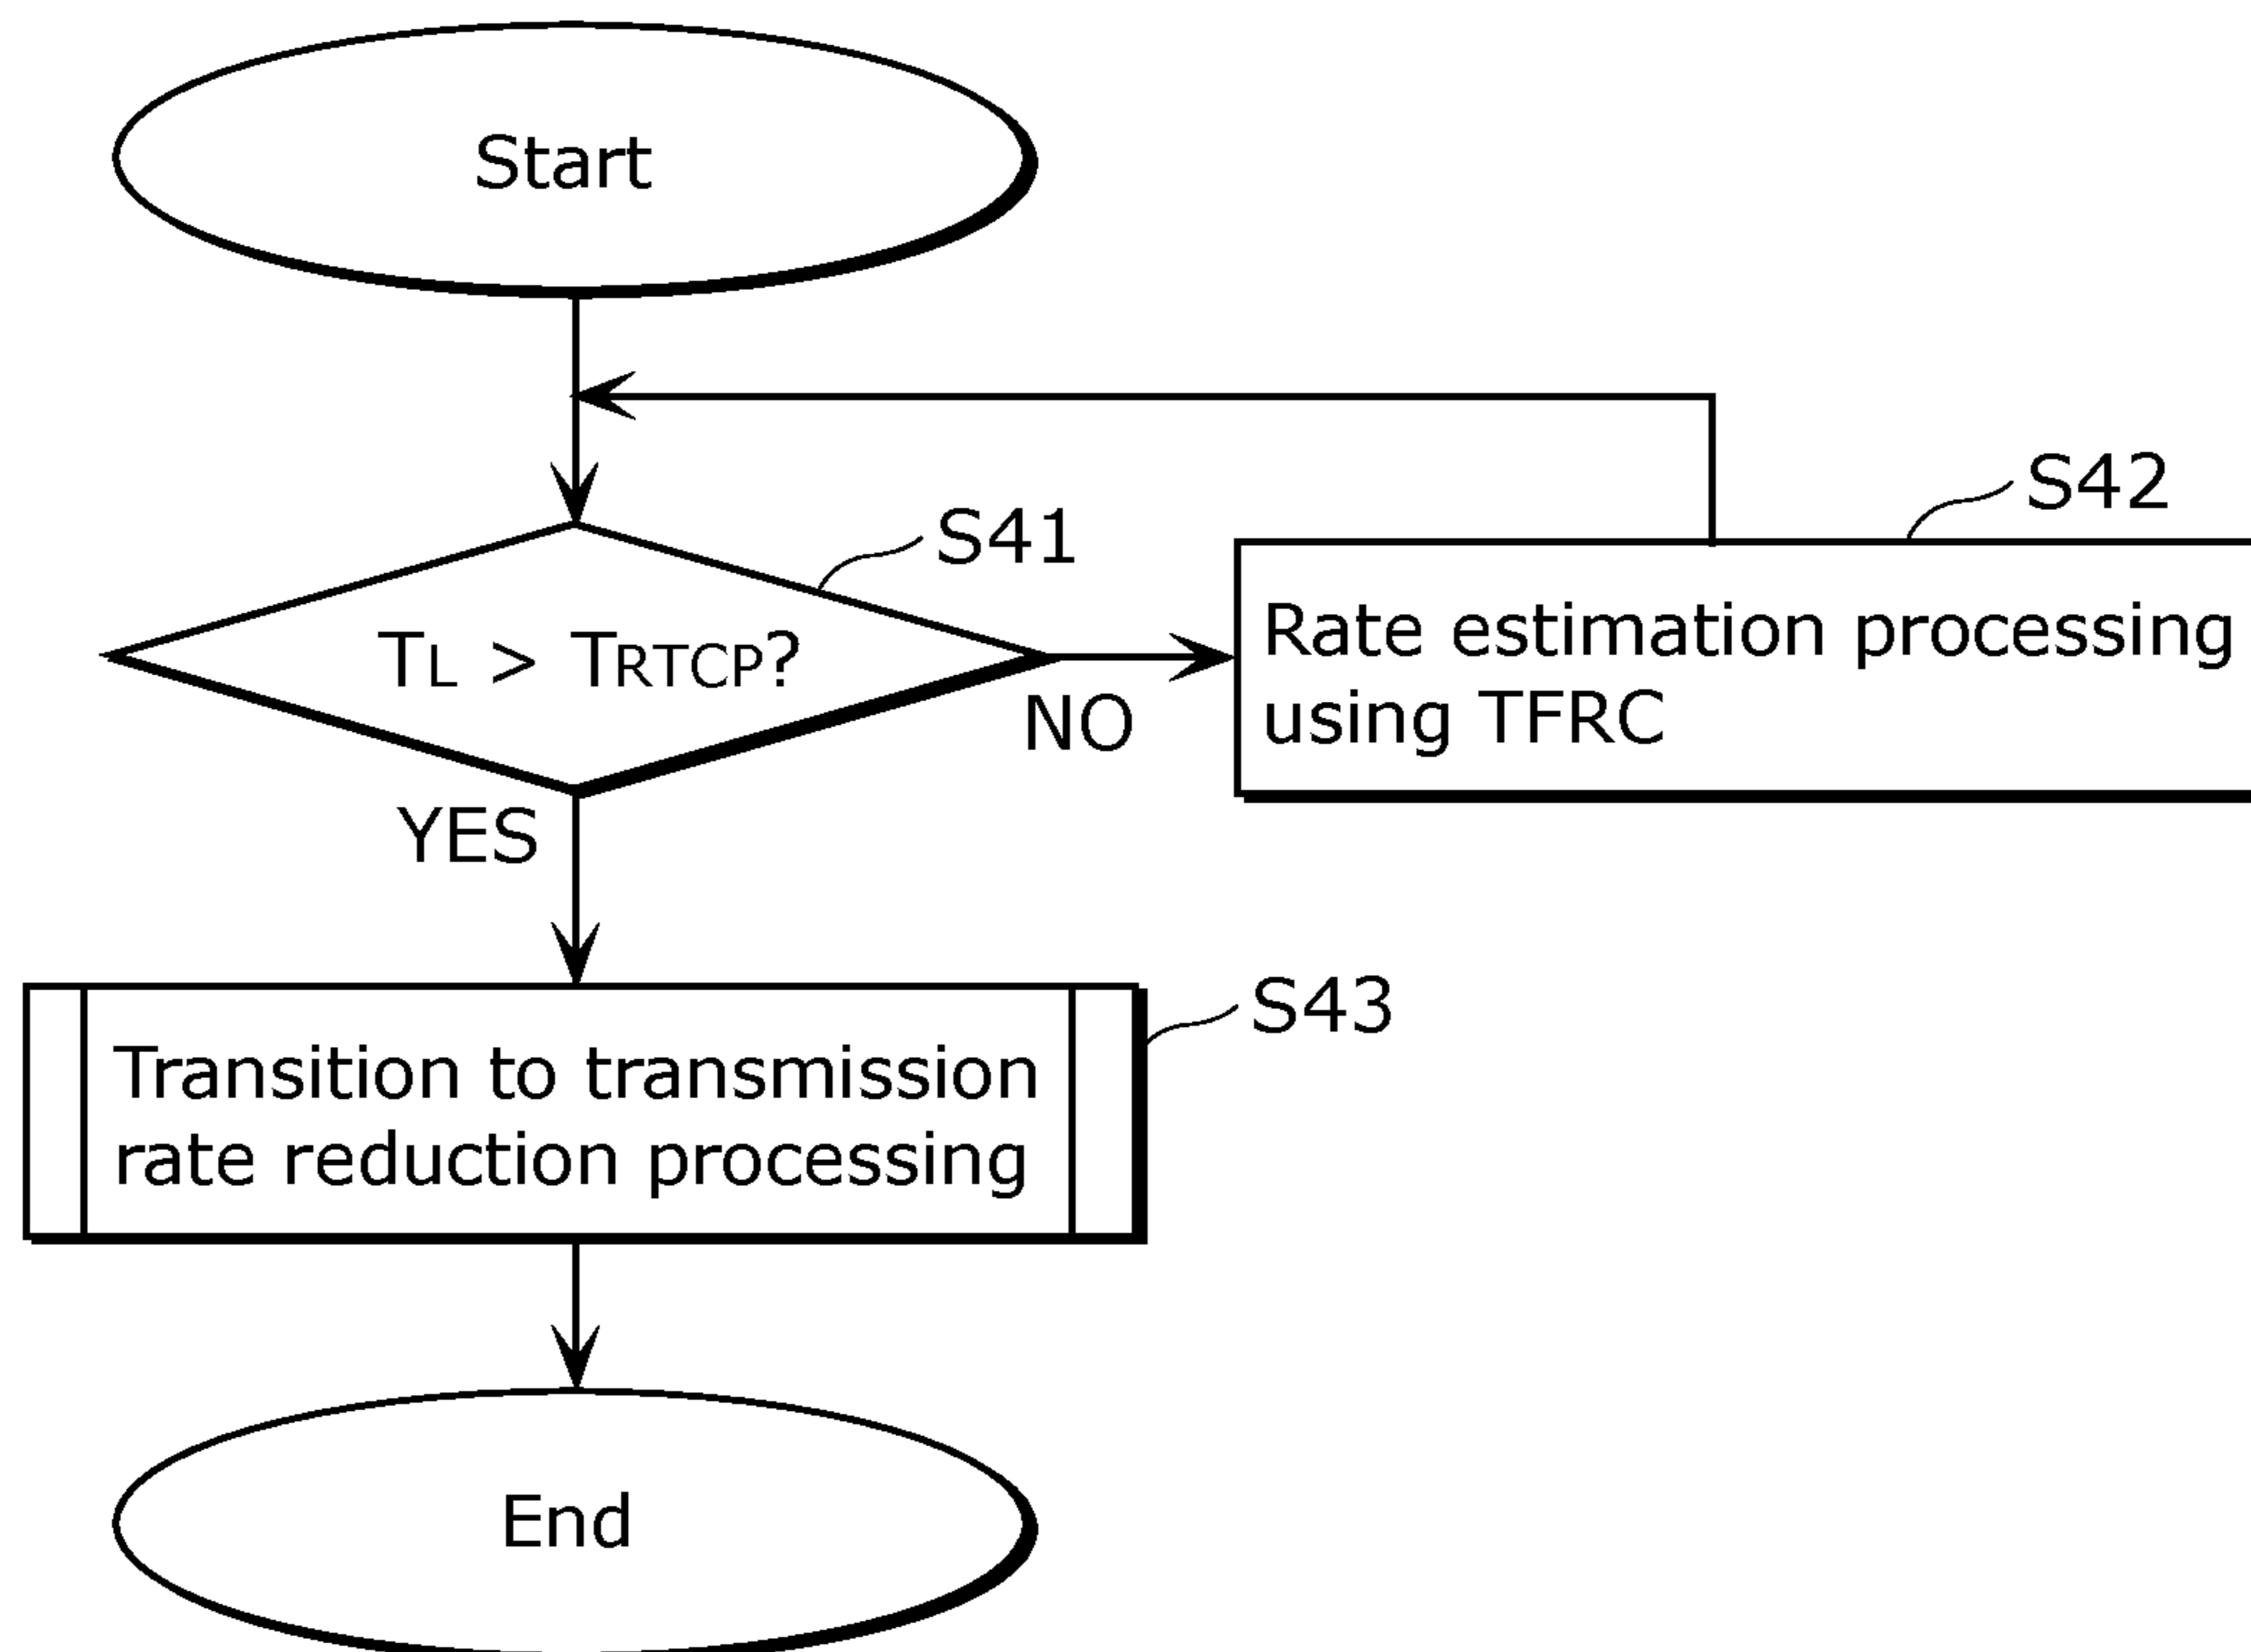 Start
S41
S42
TL > TRTCP?
NO
Rate estimation processing
using TFRC
YES
S43
Transition to transmission
rate reduction processing
End